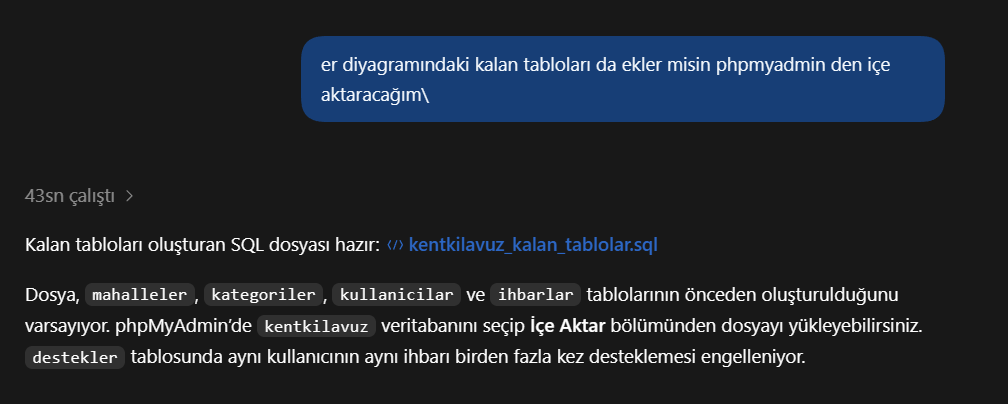 er diyagramındaki kalan tabloları da ekler misin phpmyadmin den içe
aktaracağım\
43sn çalıştı >
Kalan tabloları oluşturan SQL dosyası hazır: </> kentkilavuz_kalan_tablolar.sql
Dosya, mahalleler, kategoriler, kullanicilar ve ihbarlar tablolarının önceden oluşturulduğunu
varsayıyor. phpMyAdmin’de kentkilavuz veritabanını seçip İçe Aktar bölümünden dosyayı yükleyebilirsiniz.
destekler tablosunda aynı kullanıcının aynı ihbarı birden fazla kez desteklemesi engelleniyor.